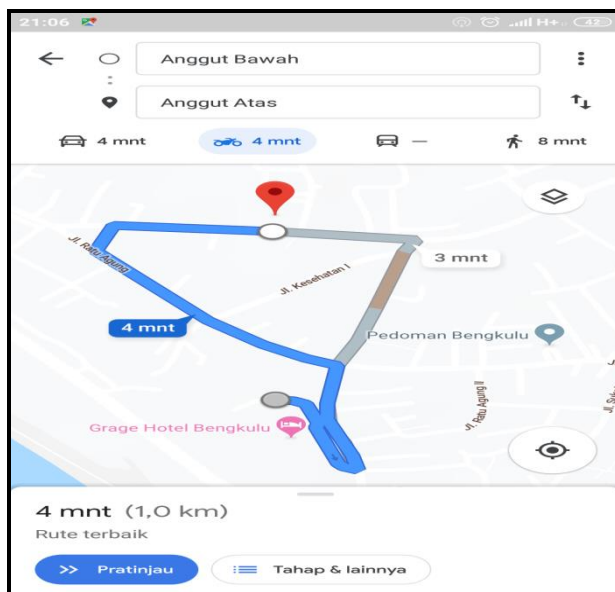 21:06 H+ 42
Anggut Bawah
Anggut Atas
4 mnt 4 mnt — 8 mnt
Jl. Ratu Agung
3 mnt
Jl. Kesehatan I
4 mnt
Pedoman Bengkulu
Jl. Ratu Agung II
Grage Hotel Bengkulu
4 mnt (1,0 km)
Rute terbaik
>> Pratinjau Tahap & lainnya